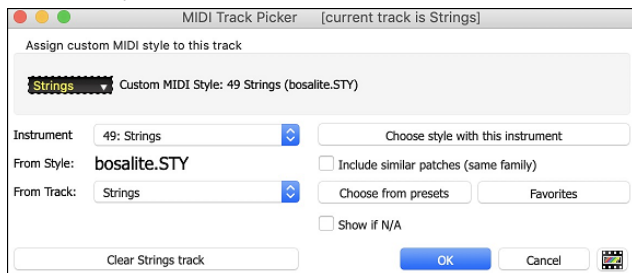 MIDI Track Picker [current track is Strings]
Assign custom MIDI style to this track
Strings Custom MIDI Style: 49 Strings (bosalite.STY)
Instrument 49: Strings Choose style with this instrument
From Style: bosalite.STY Include similar patches (same family)
From Track: Strings Choose from presets Favorites
Show if N/A
Clear Strings track OK Cancel